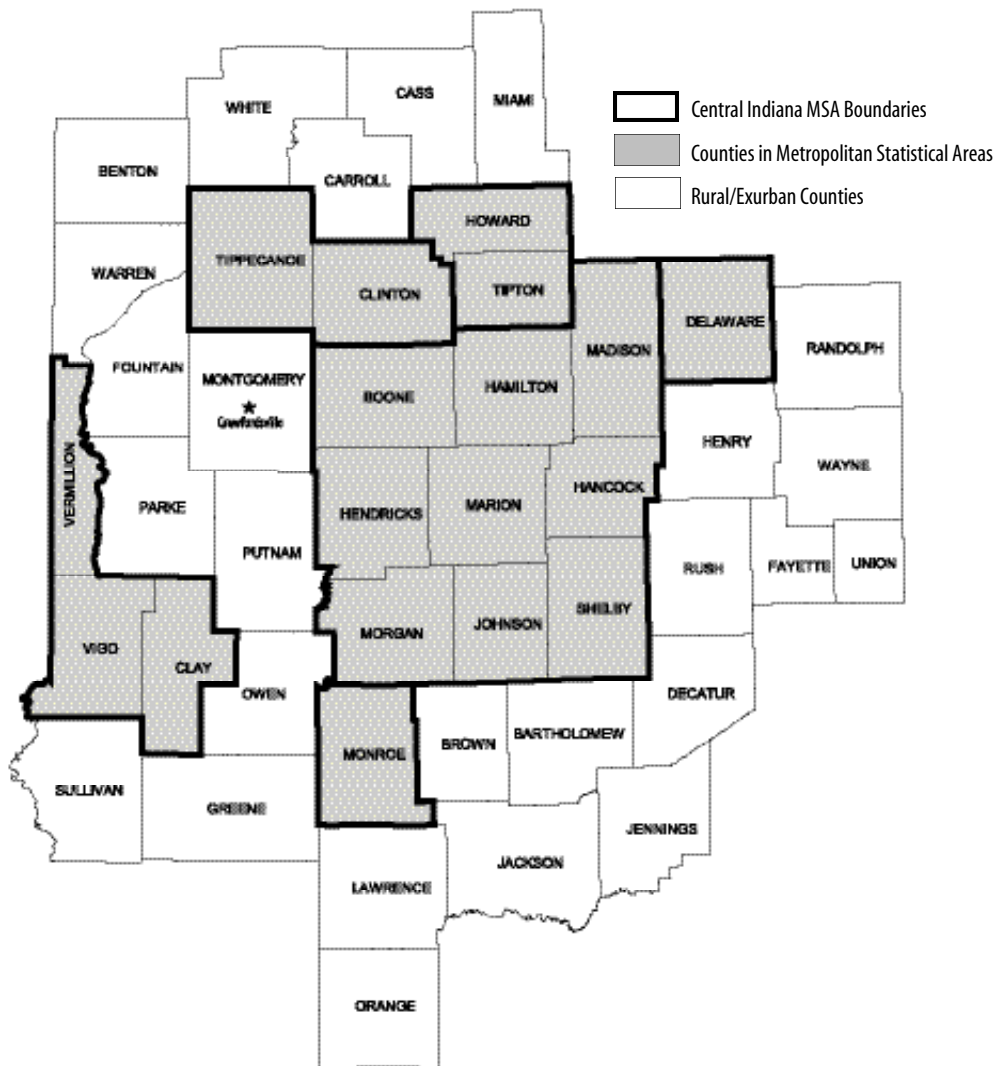 CASS
MIAMI
WHITE
Central Indiana MSA Boundaries
Counties in Metropolitan Statistical Areas
BENTON
CARROLL
Rural/Exurban Counties
HOWARD
TIPPECANOE
WARREN
CLINTON
TIPTON
DELAWARE
MADISON
RANDOLPH
FOUNTAIN
MONTGOMERY
BOONE
HAMILTON
Crawfordsville
HENRY
WAYNE
VERMILLION
HANCOCK
PARKE
HENDRICKS
MARION
PUTNAM
RUSH
FAYETTE
UNION
SHELBY
MORGAN
JOHNSON
VIGO
CLAY
OWEN
DECATUR
BROWN
BARTHOLOMEW
MONROE
SULLIVAN
GREENE
JENNINGS
JACKSON
LAWRENCE
ORANGE